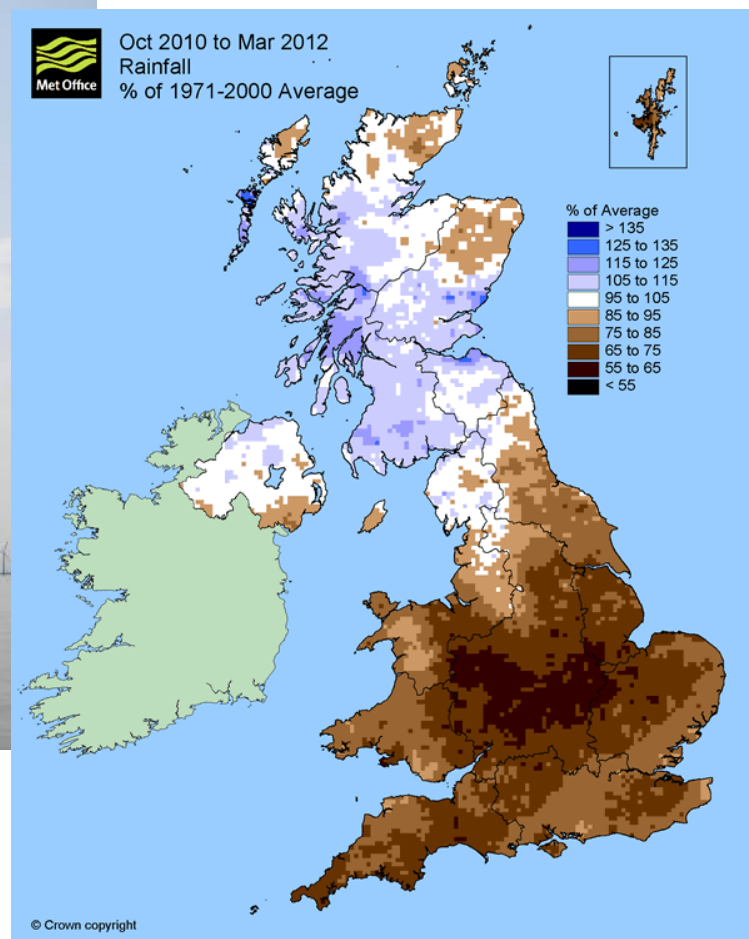 Met Office
Oct 2010 to Mar 2012
Rainfall
% of 1971-2000 Average
% of Average
> 135
125 to 135
115 to 125
105 to 115
95 to 105
85 to 95
75 to 85
65 to 75
55 to 65
< 55
© Crown copyright